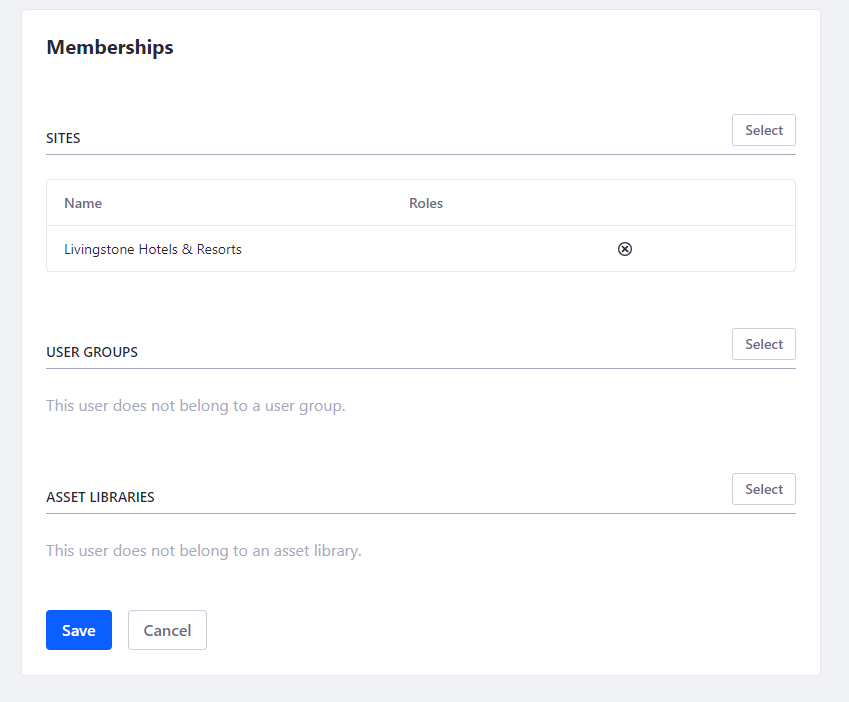 Memberships
SITES
Select
Name Roles
Livingstone Hotels & Resorts
USER GROUPS
Select
This user does not belong to a user group.
ASSET LIBRARIES
Select
This user does not belong to an asset library.
Save Cancel